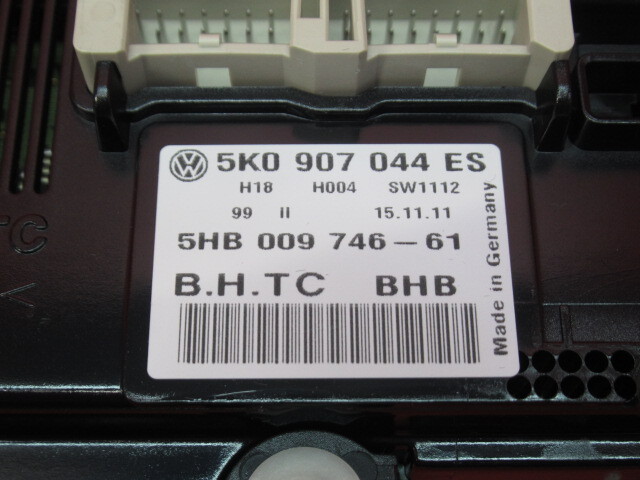 5K0 907 044 ES
H18 H004 SW1112
99 II 15.11.11
5HB 009 746-61
B.H.TC BHB
Made in Germany
TC